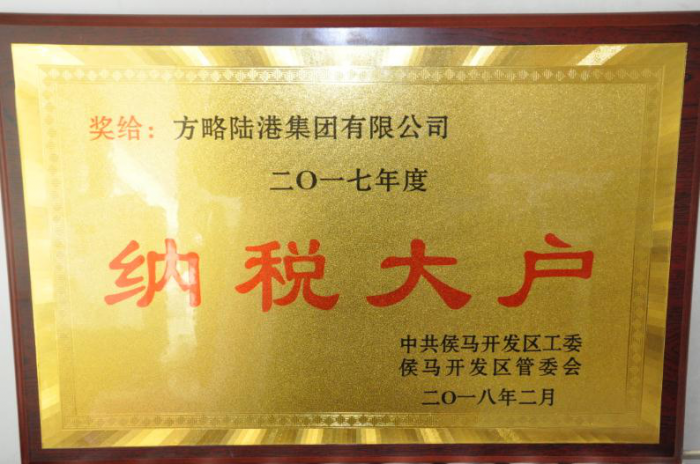 奖给：方略陆港集团有限公司
二〇一七年度
纳税大户
中共侯马开发区工委
侯马开发区管委会
二〇一八年二月